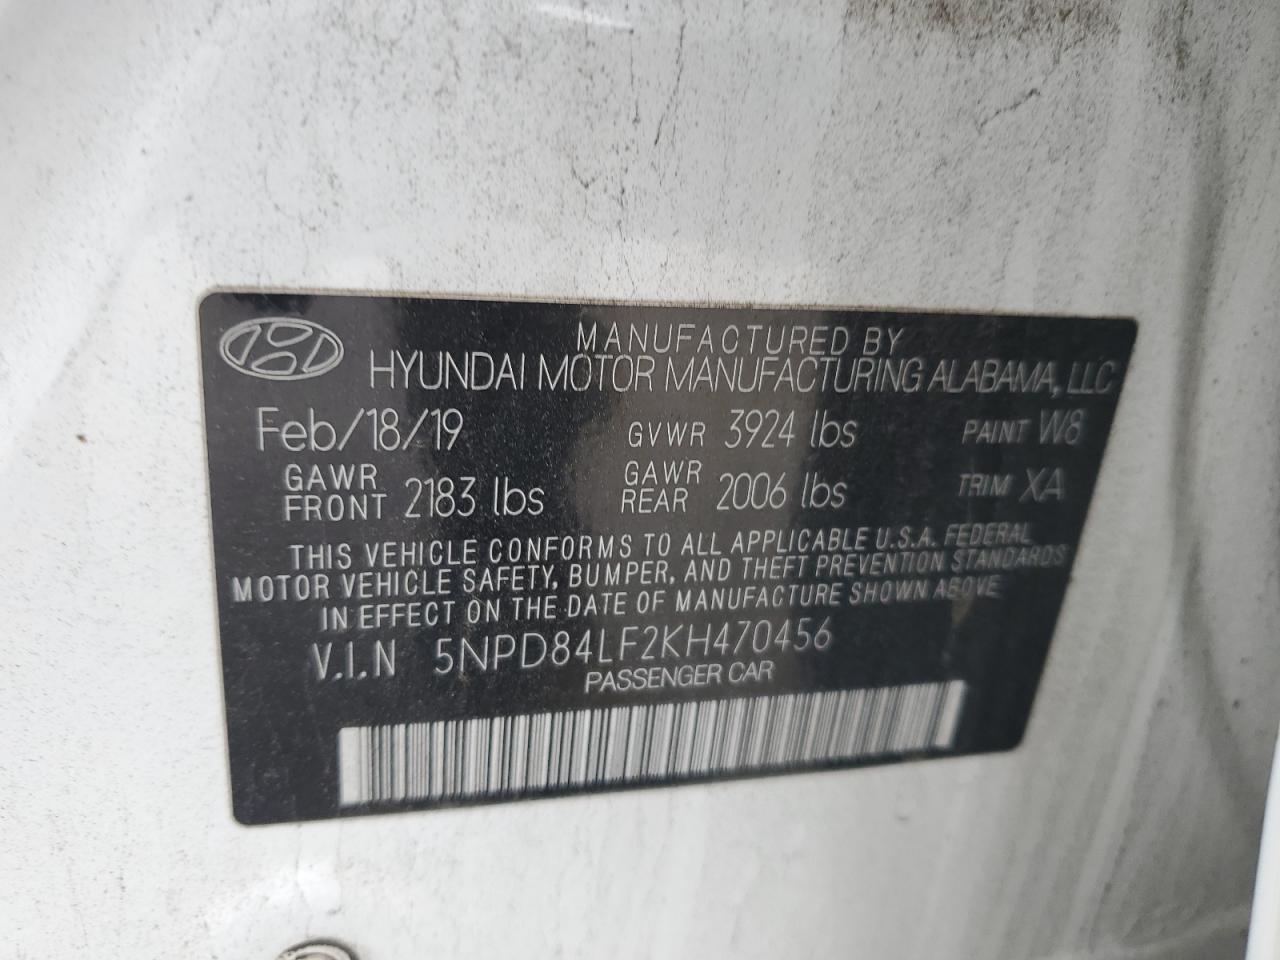 MANUFACTURED BY
HYUNDAI MOTOR MANUFACTURING ALABAMA, LLC
Feb/18/19 GVWR 3924 lbs PAINT W8
GAWR FRONT 2183 lbs GAWR REAR 2006 lbs TRIM XA
THIS VEHICLE CONFORMS TO ALL APPLICABLE U.S.A. FEDERAL
MOTOR VEHICLE SAFETY, BUMPER, AND THEFT PREVENTION STANDARDS
IN EFFECT ON THE DATE OF MANUFACTURE SHOWN ABOVE
V.I.N 5NPD84LF2KH470456
PASSENGER CAR